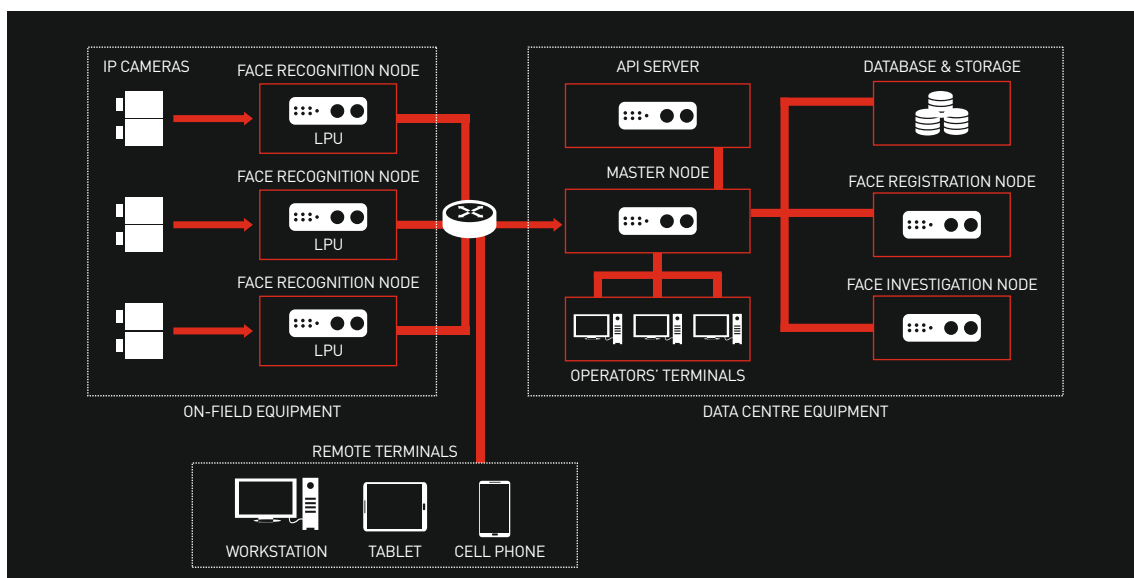 IP CAMERAS
FACE RECOGNITION NODE
LPU
FACE RECOGNITION NODE
LPU
FACE RECOGNITION NODE
LPU
ON-FIELD EQUIPMENT
API SERVER
MASTER NODE
OPERATORS' TERMINALS
DATABASE & STORAGE
FACE REGISTRATION NODE
FACE INVESTIGATION NODE
DATA CENTRE EQUIPMENT
REMOTE TERMINALS
WORKSTATION
TABLET
CELL PHONE